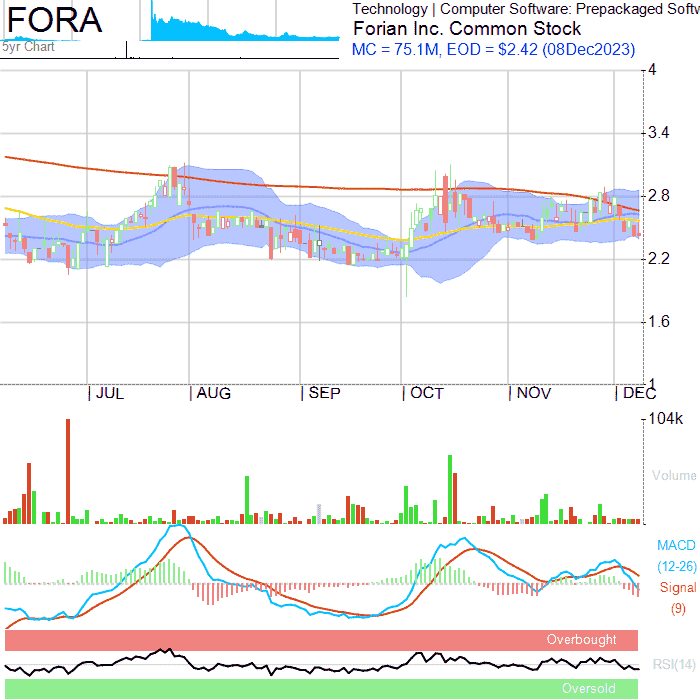 FORA
5yr Chart
Technology | Computer Software: Prepackaged Softw
Forian Inc. Common Stock
MC = 75.1M, EOD = $2.42 (08Dec2023)
4
3.4
2.8
2.2
1.6
1
JUL AUG SEP OCT NOV DEC
104k
Volume
MACD
(12-26)
Signal
(9)
Overbought
RSI(14)
Oversold